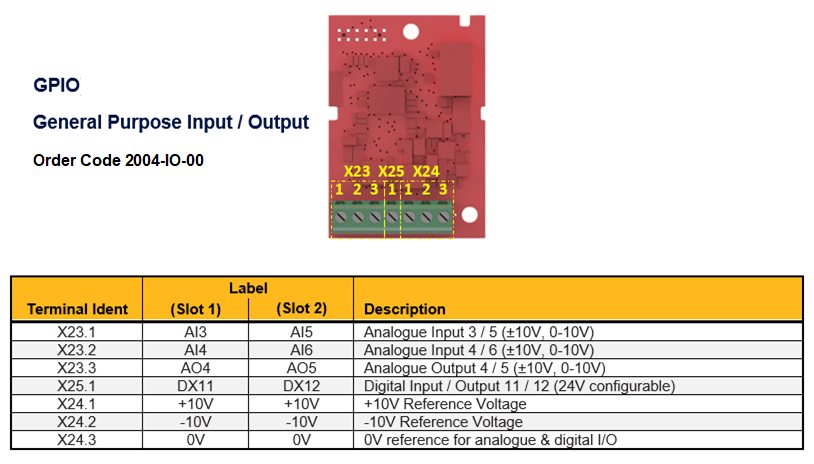 GPIO
General Purpose Input / Output
Order Code 2004-IO-00
X23 X25 X24
1 2 3 1 1 2 3
Label
Terminal Ident (Slot 1) (Slot 2) Description
X23.1 AI3 AI5 Analogue Input 3 / 5 (±10V, 0-10V)
X23.2 AI4 AI6 Analogue Input 4 / 6 (±10V, 0-10V)
X23.3 AO4 AO5 Analogue Output 4 / 5 (±10V, 0-10V)
X25.1 DX11 DX12 Digital Input / Output 11 / 12 (24V configurable)
X24.1 +10V +10V +10V Reference Voltage
X24.2 -10V -10V -10V Reference Voltage
X24.3 0V 0V 0V reference for analogue & digital I/O